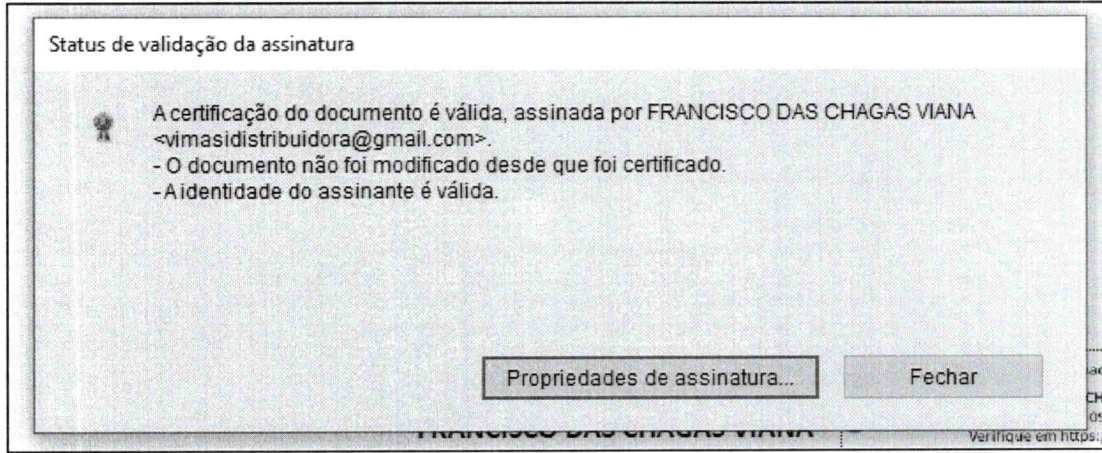 Status de validação da assinatura
A certificação do documento é válida, assinada por FRANCISCO DAS CHAGAS VIANA
<vimasidistribuidora@gmail.com>.
- O documento não foi modificado desde que foi certificado.
- A identidade do assinante é válida.
Propriedades de assinatura...
Fechar
FRANCISCO DAS CHAGAS VIANA
Verifique em https:/